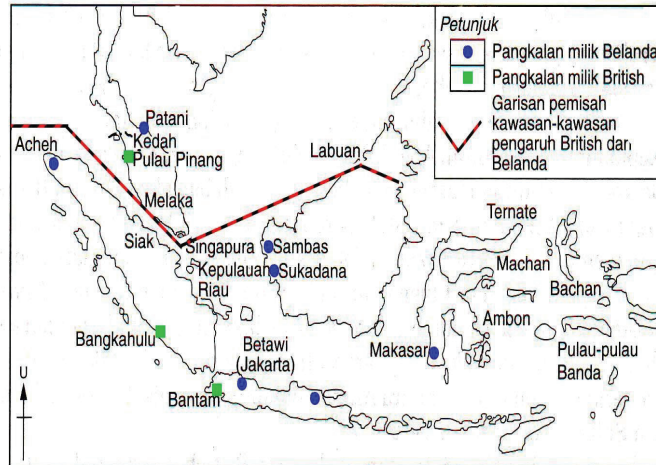 Petunjuk
Pangkalan milik Belanda
Pangkalan milik British
Garisan pemisah
kawasan-kawasan
pengaruh British dan
Belanda
Patani
Kedah
Pulau Pinang
Acheh
Labuan
Melaka
Ternate
Siak
Singapura
Sambas
Machan
Kepulauan
Riau
Sukadana
Bachan
Ambon
Bangkahulu
Betawi
(Jakarta)
Makasar
Pulau-pulau
Banda
U
Bantam